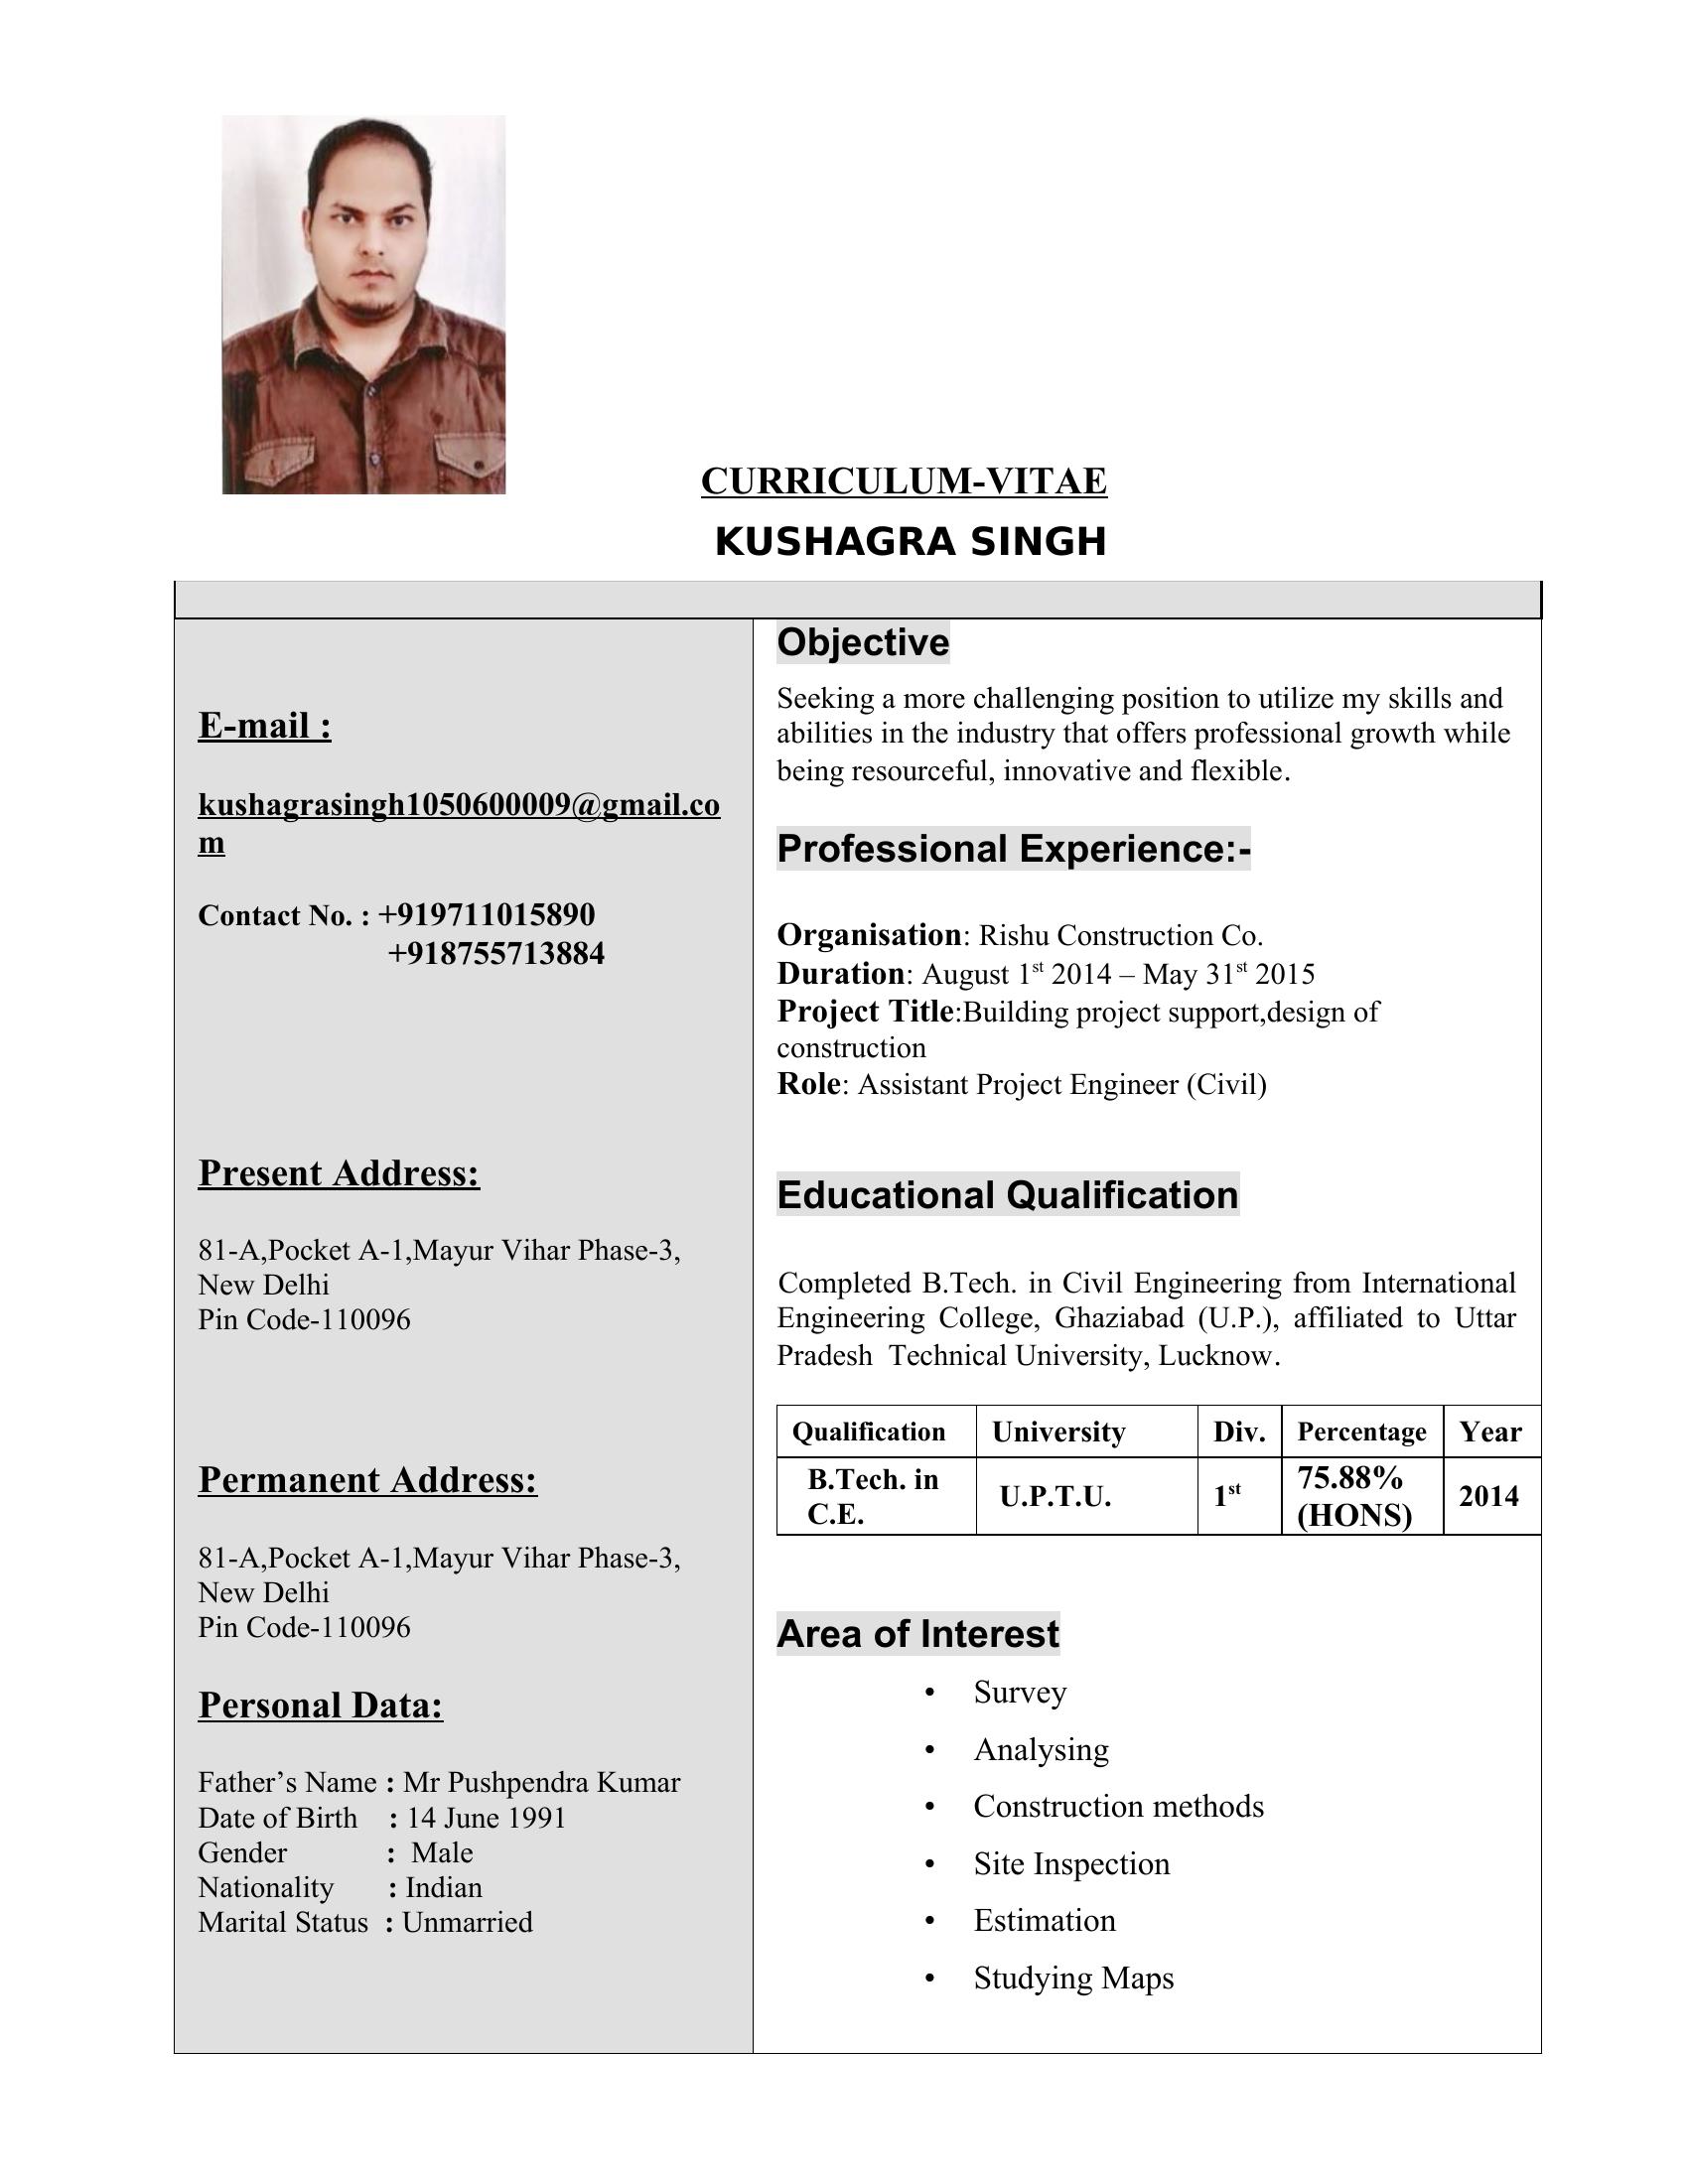 CURRICULUM-VITAE
KUSHAGRA SINGH
E-mail :
kushagrasingh1050600009@gmail.co
m
Contact No. : +919711015890
+918755713884
Present Address:
81-A,Pocket A-1,Mayur Vihar Phase-3,
New Delhi
Pin Code-110096
Permanent Address:
81-A,Pocket A-1,Mayur Vihar Phase-3,
New Delhi
Pin Code-110096
Personal Data:
Father’s Name : Mr Pushpendra Kumar
Date of Birth : 14 June 1991
Gender : Male
Nationality : Indian
Marital Status : Unmarried
Objective
Seeking a more challenging position to utilize my skills and
abilities in the industry that offers professional growth while
being resourceful, innovative and flexible.
Professional Experience:-
Organisation: Rishu Construction Co.
Duration: August 1st 2014 – May 31st 2015
Project Title:Building project support,design of
construction
Role: Assistant Project Engineer (Civil)
Educational Qualification
Completed B.Tech. in Civil Engineering from International
Engineering College, Ghaziabad (U.P.), affiliated to Uttar
Pradesh Technical University, Lucknow.
Qualification University Div. Percentage Year
B.Tech. in C.E. U.P.T.U. 1st 75.88% (HONS) 2014
Area of Interest
• Survey
• Analysing
• Construction methods
• Site Inspection
• Estimation
• Studying Maps